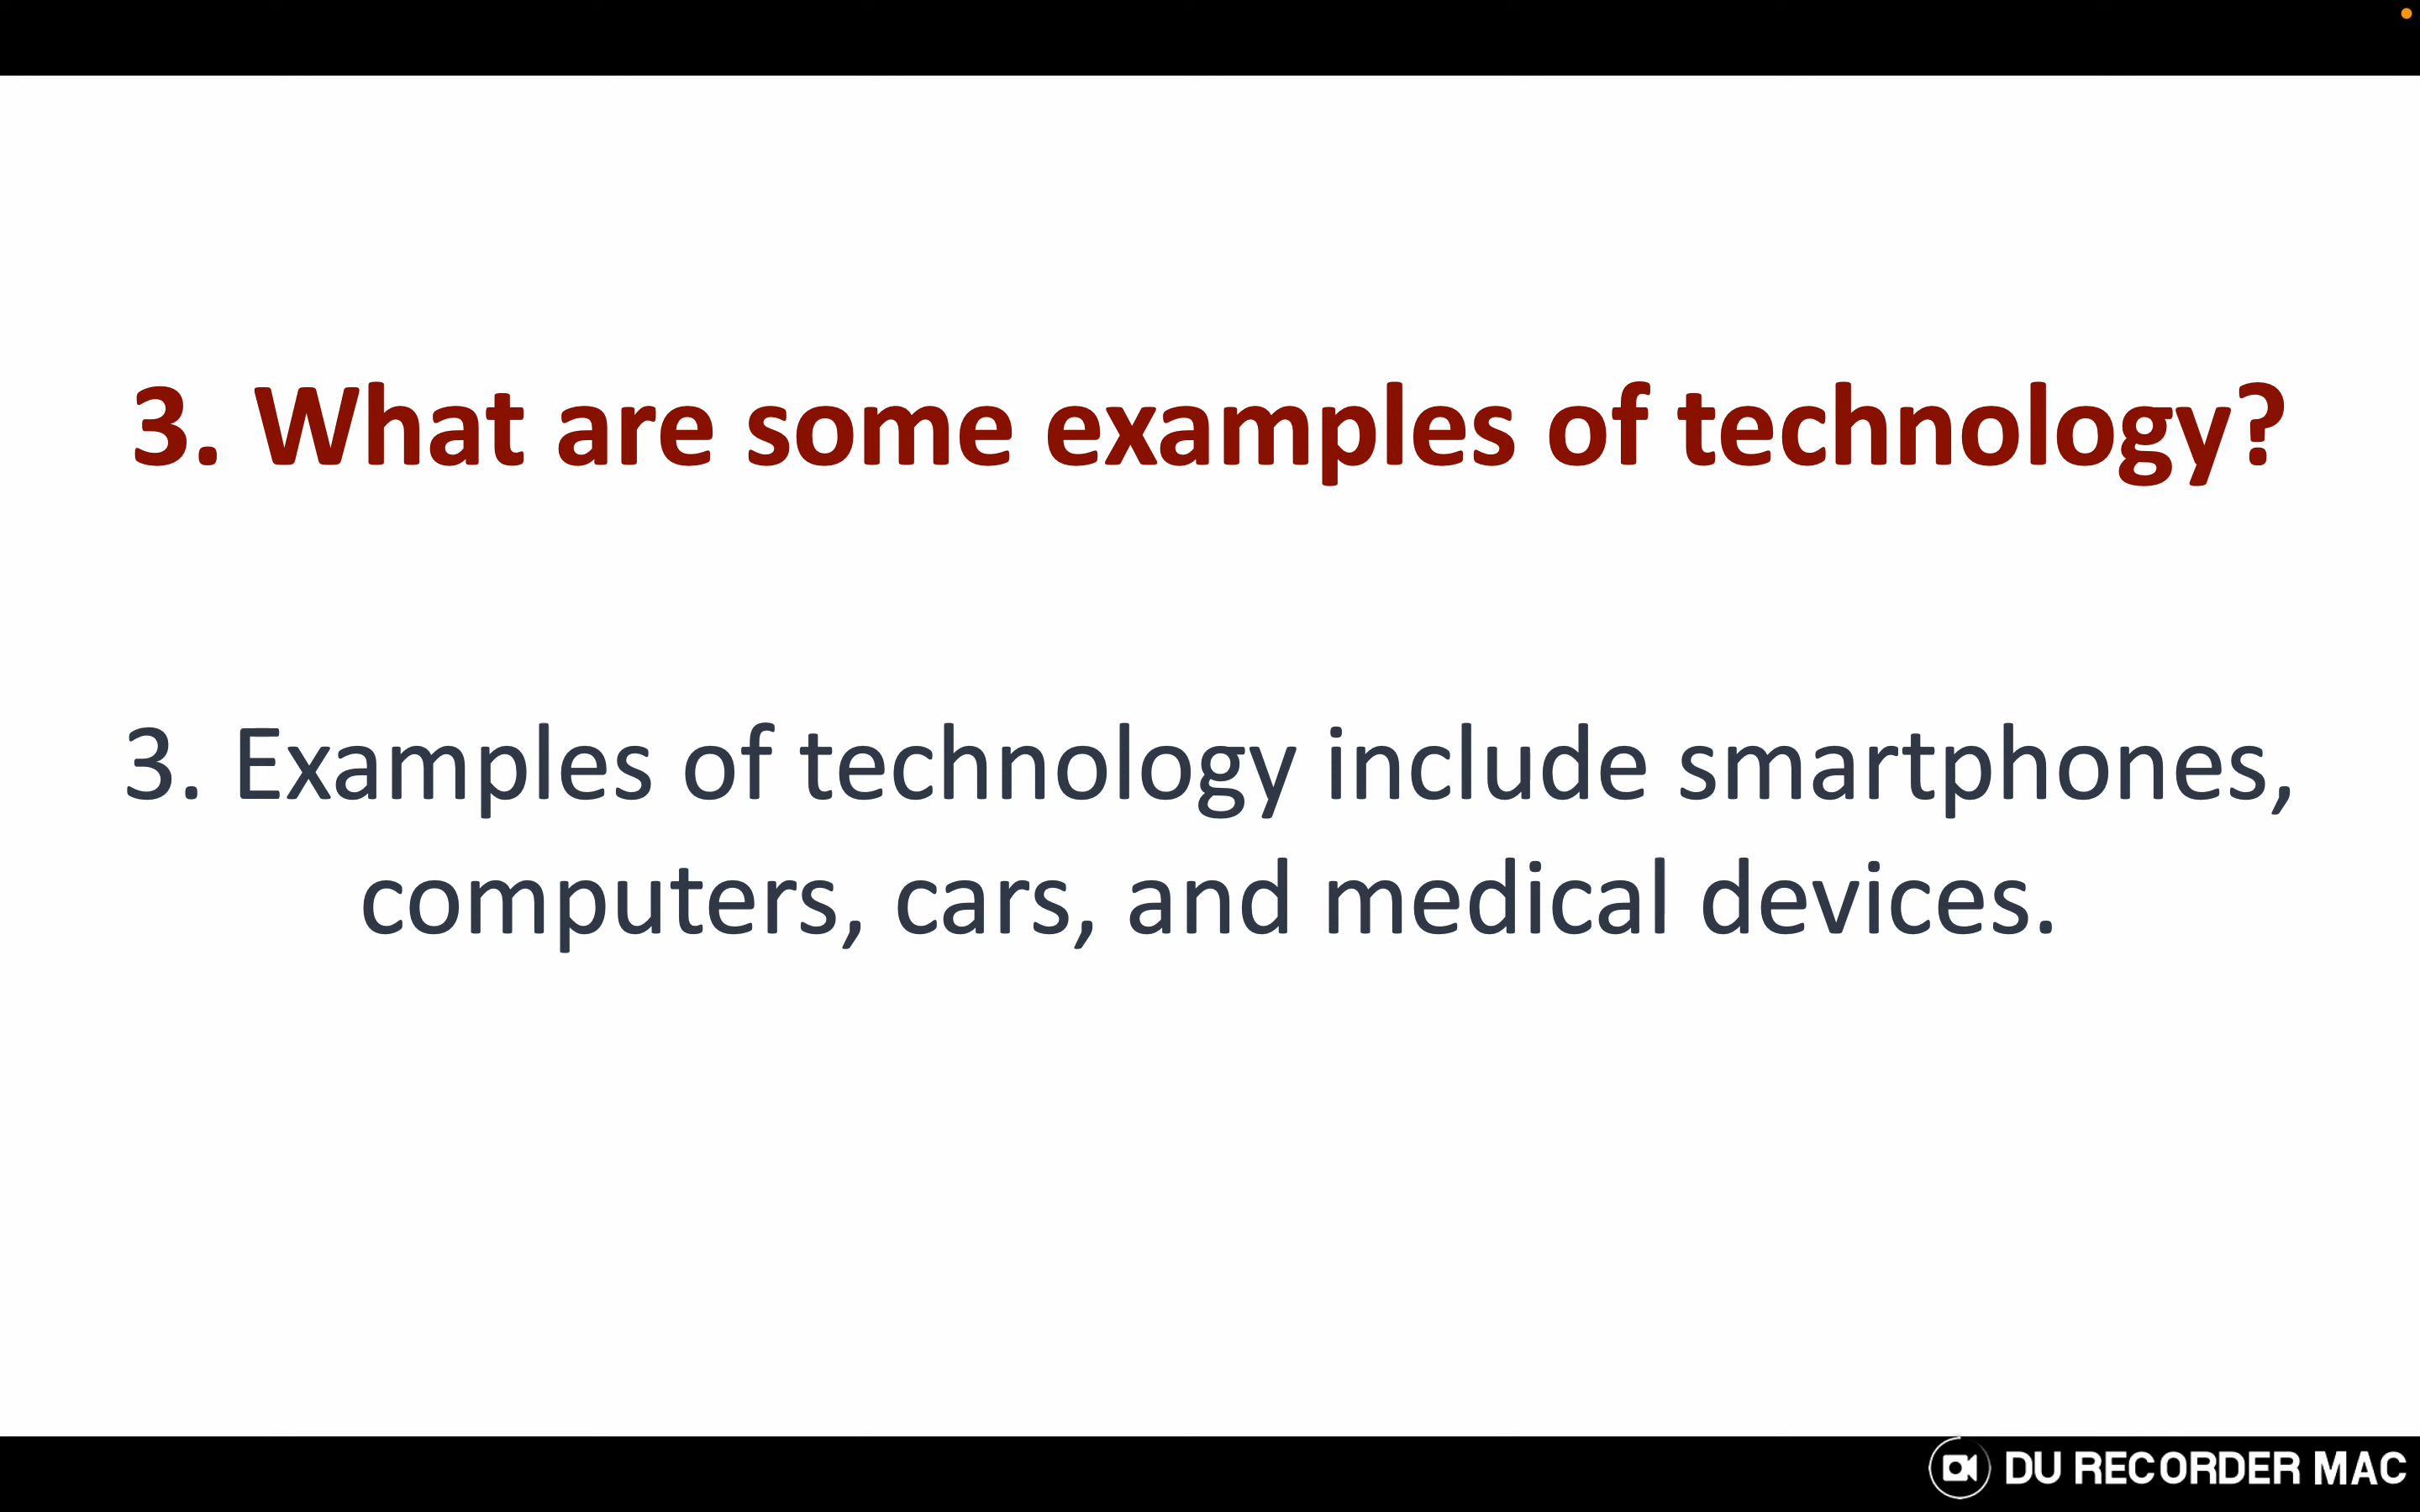 3. What are some examples of technology?
3. Examples of technology include smartphones,
computers, cars, and medical devices.
DU RECORDER MAC